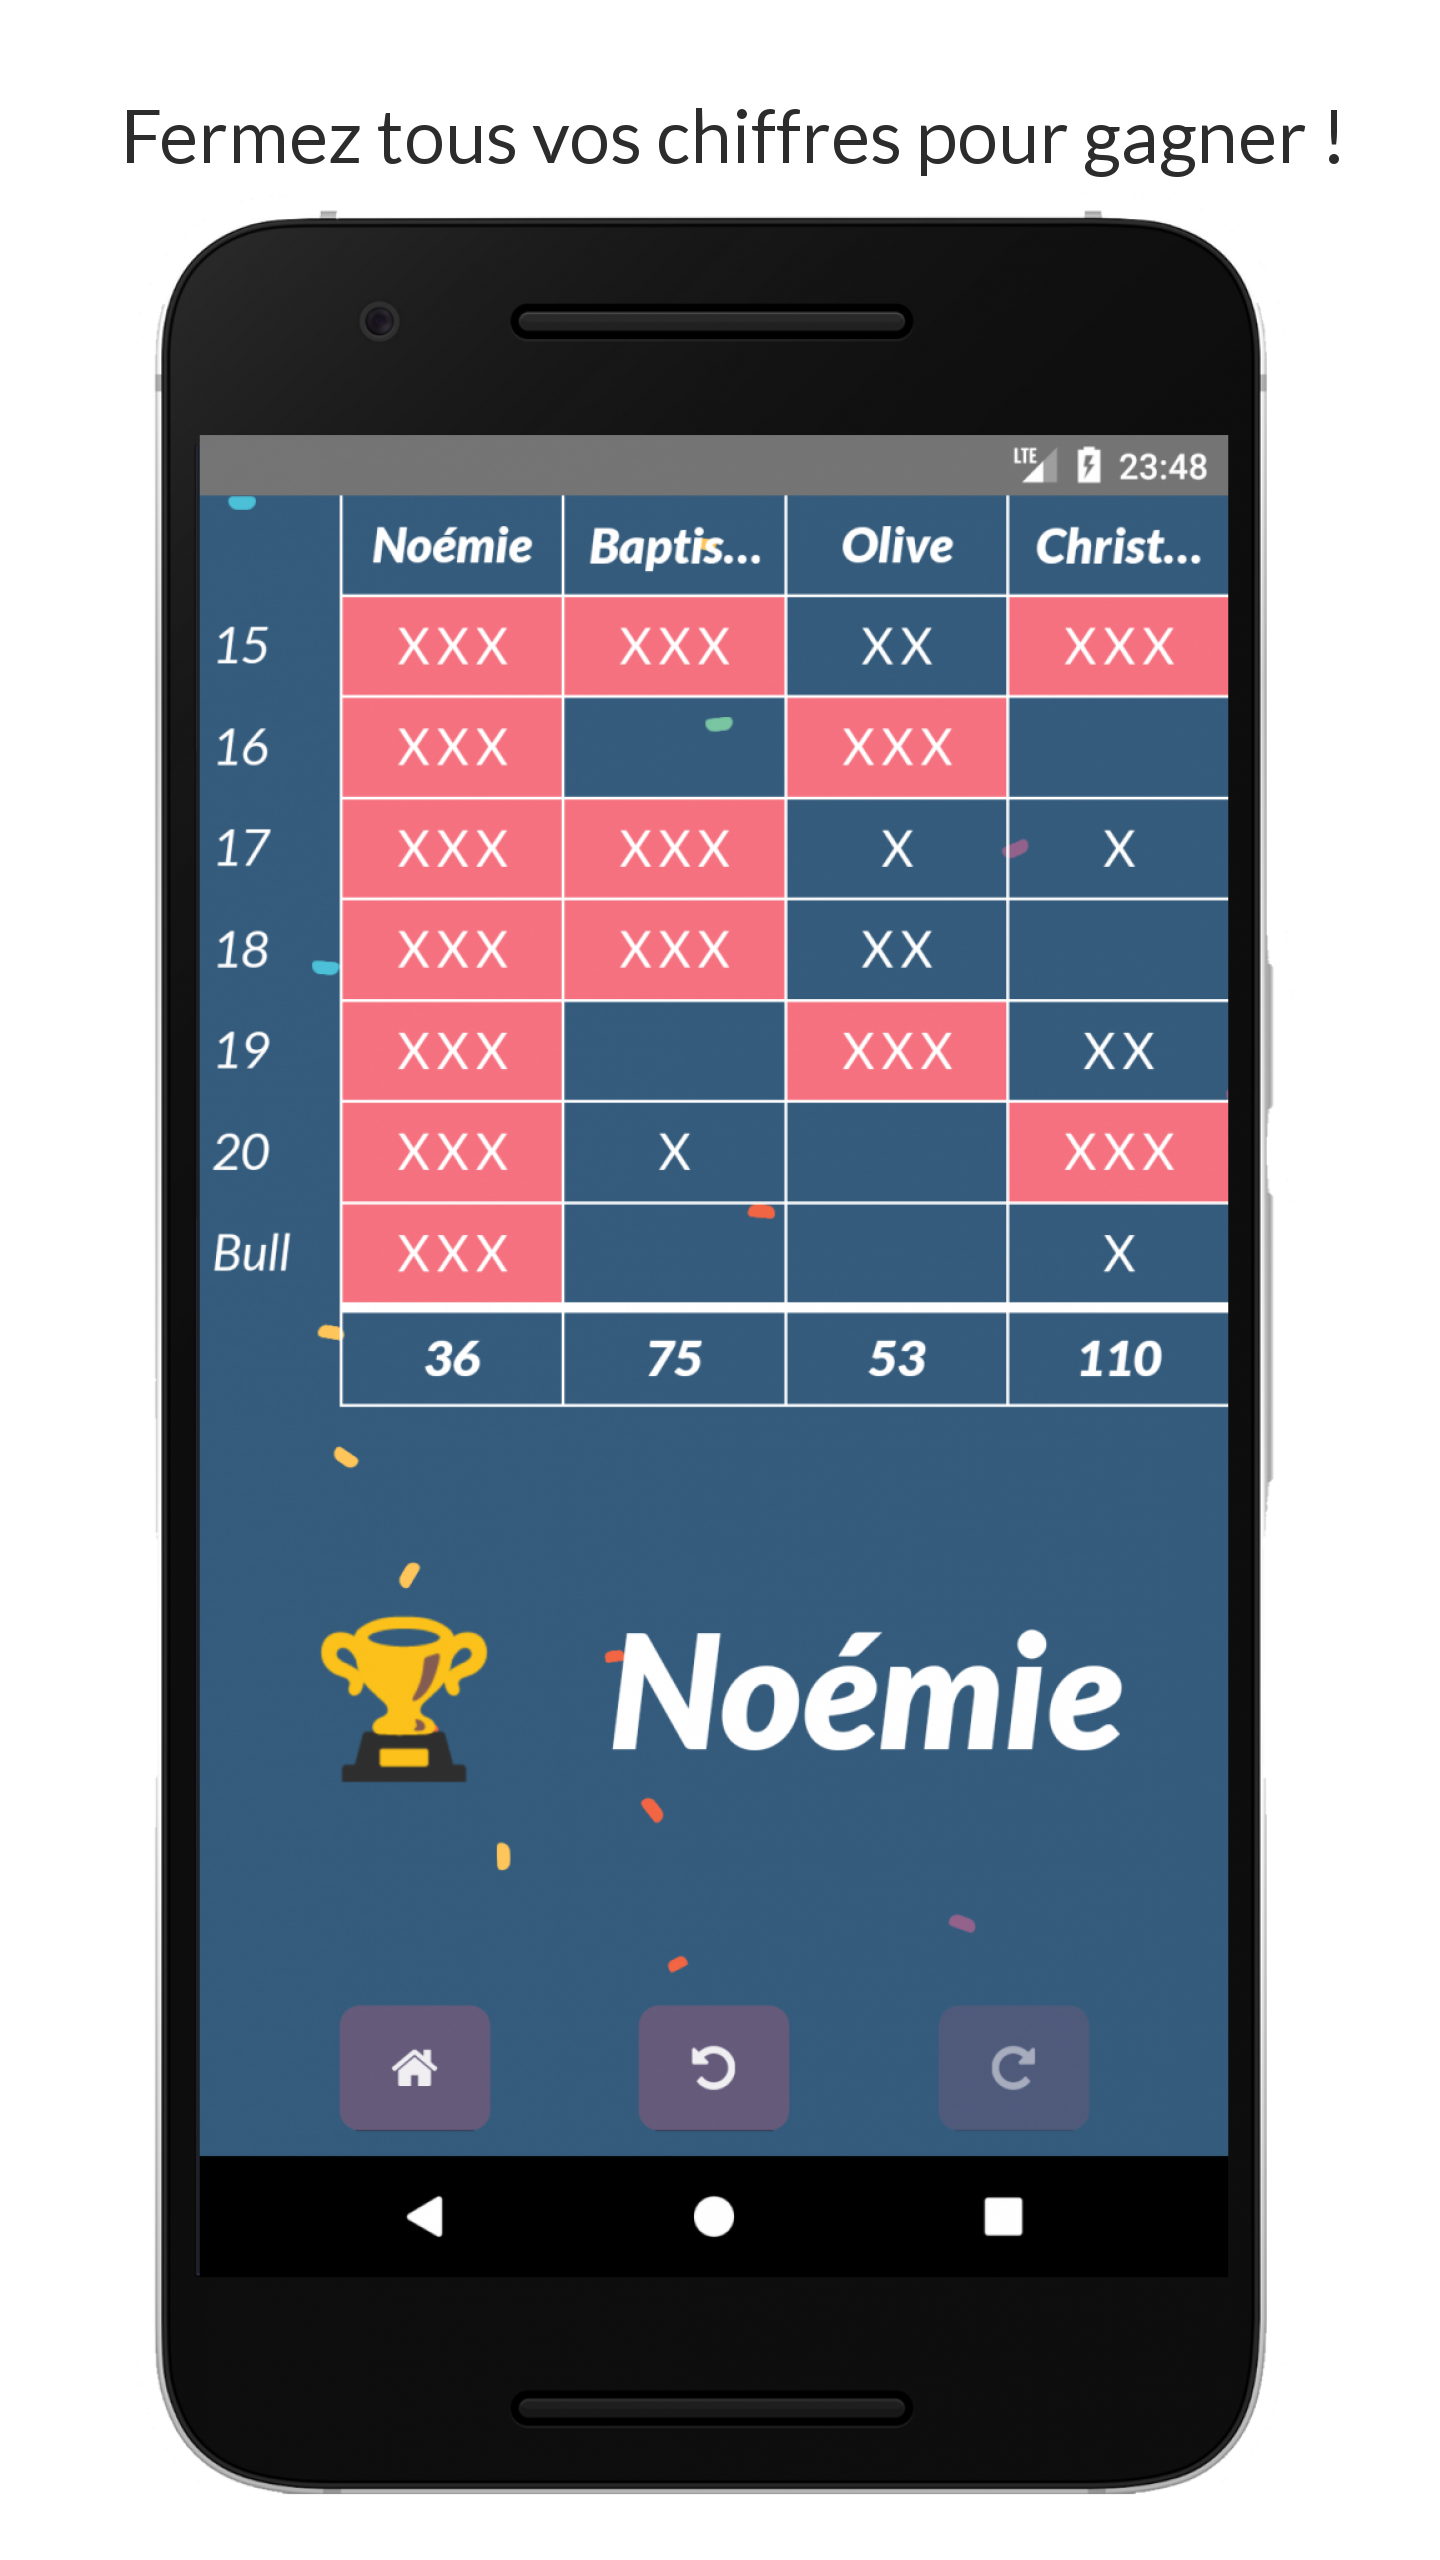 Fermez tous vos chiffres pour gagner !
LTE 23:48
Noémie Baptis... Olive Christ...
15 XXX XXX XX XXX
16 XXX XXX
17 XXX XXX X X
18 XXX XXX XX
19 XXX XXX XX
20 XXX X XXX
Bull XXX X
36 75 53 110
Noémie